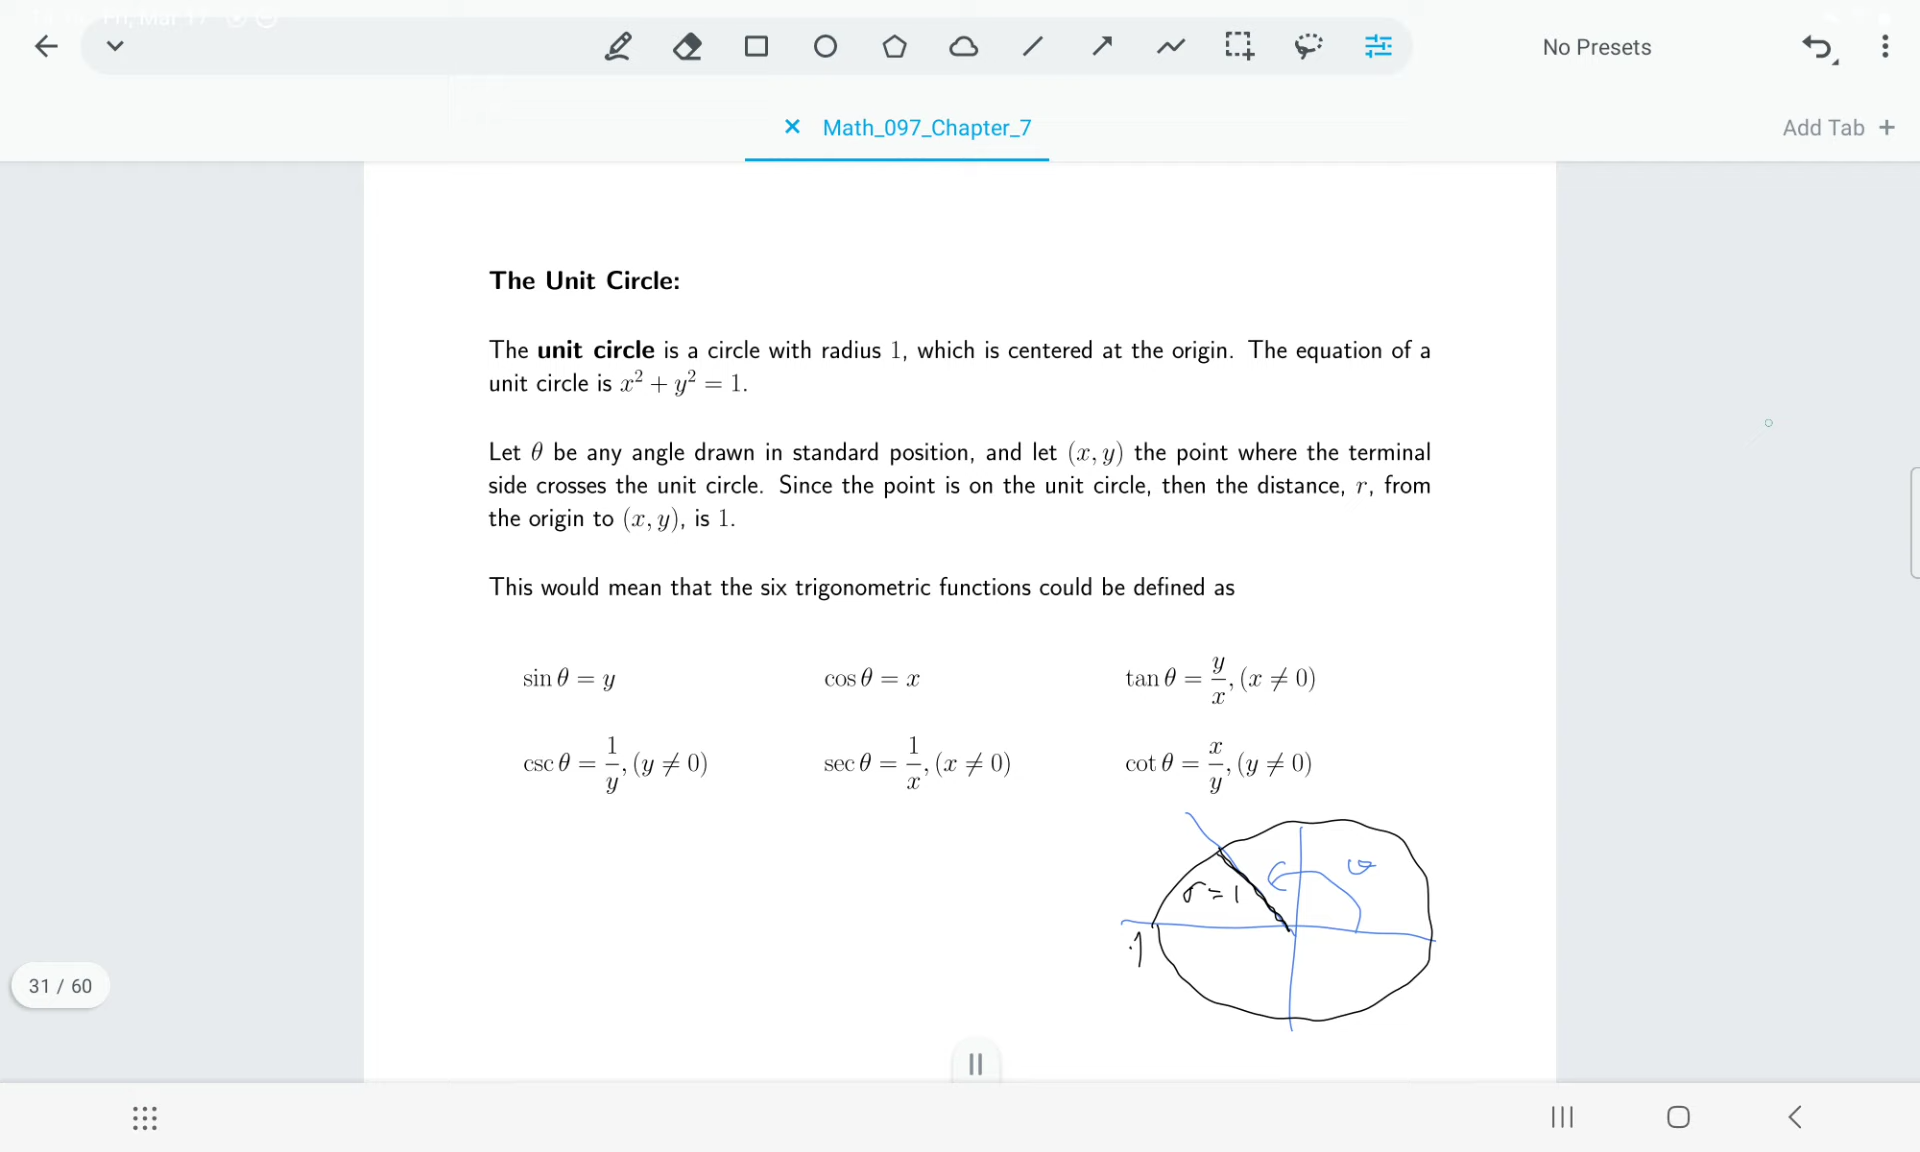 Fri, Mar 17
No Presets
Math_097_Chapter_7
Add Tab +
The Unit Circle:
The unit circle is a circle with radius 1, which is centered at the origin. The equation of a
unit circle is x² + y² = 1.
Let θ be any angle drawn in standard position, and let (x, y) the point where the terminal
side crosses the unit circle. Since the point is on the unit circle, then the distance, r, from
the origin to (x, y), is 1.
This would mean that the six trigonometric functions could be defined as
sin θ = y cos θ = x tan θ = y/x, (x ≠ 0)
csc θ = 1/y, (y ≠ 0) sec θ = 1/x, (x ≠ 0) cot θ = x/y, (y ≠ 0)
θ
r = 1
-1
31 / 60